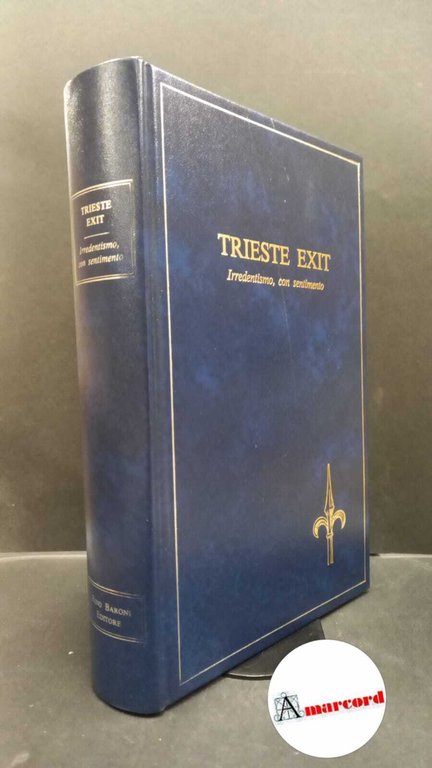 TRIESTE
EXIT
Irredentismo,
con sentimento
BARONI
EDITORE
TRIESTE EXIT
Irredentismo, con sentimento
Amarcord